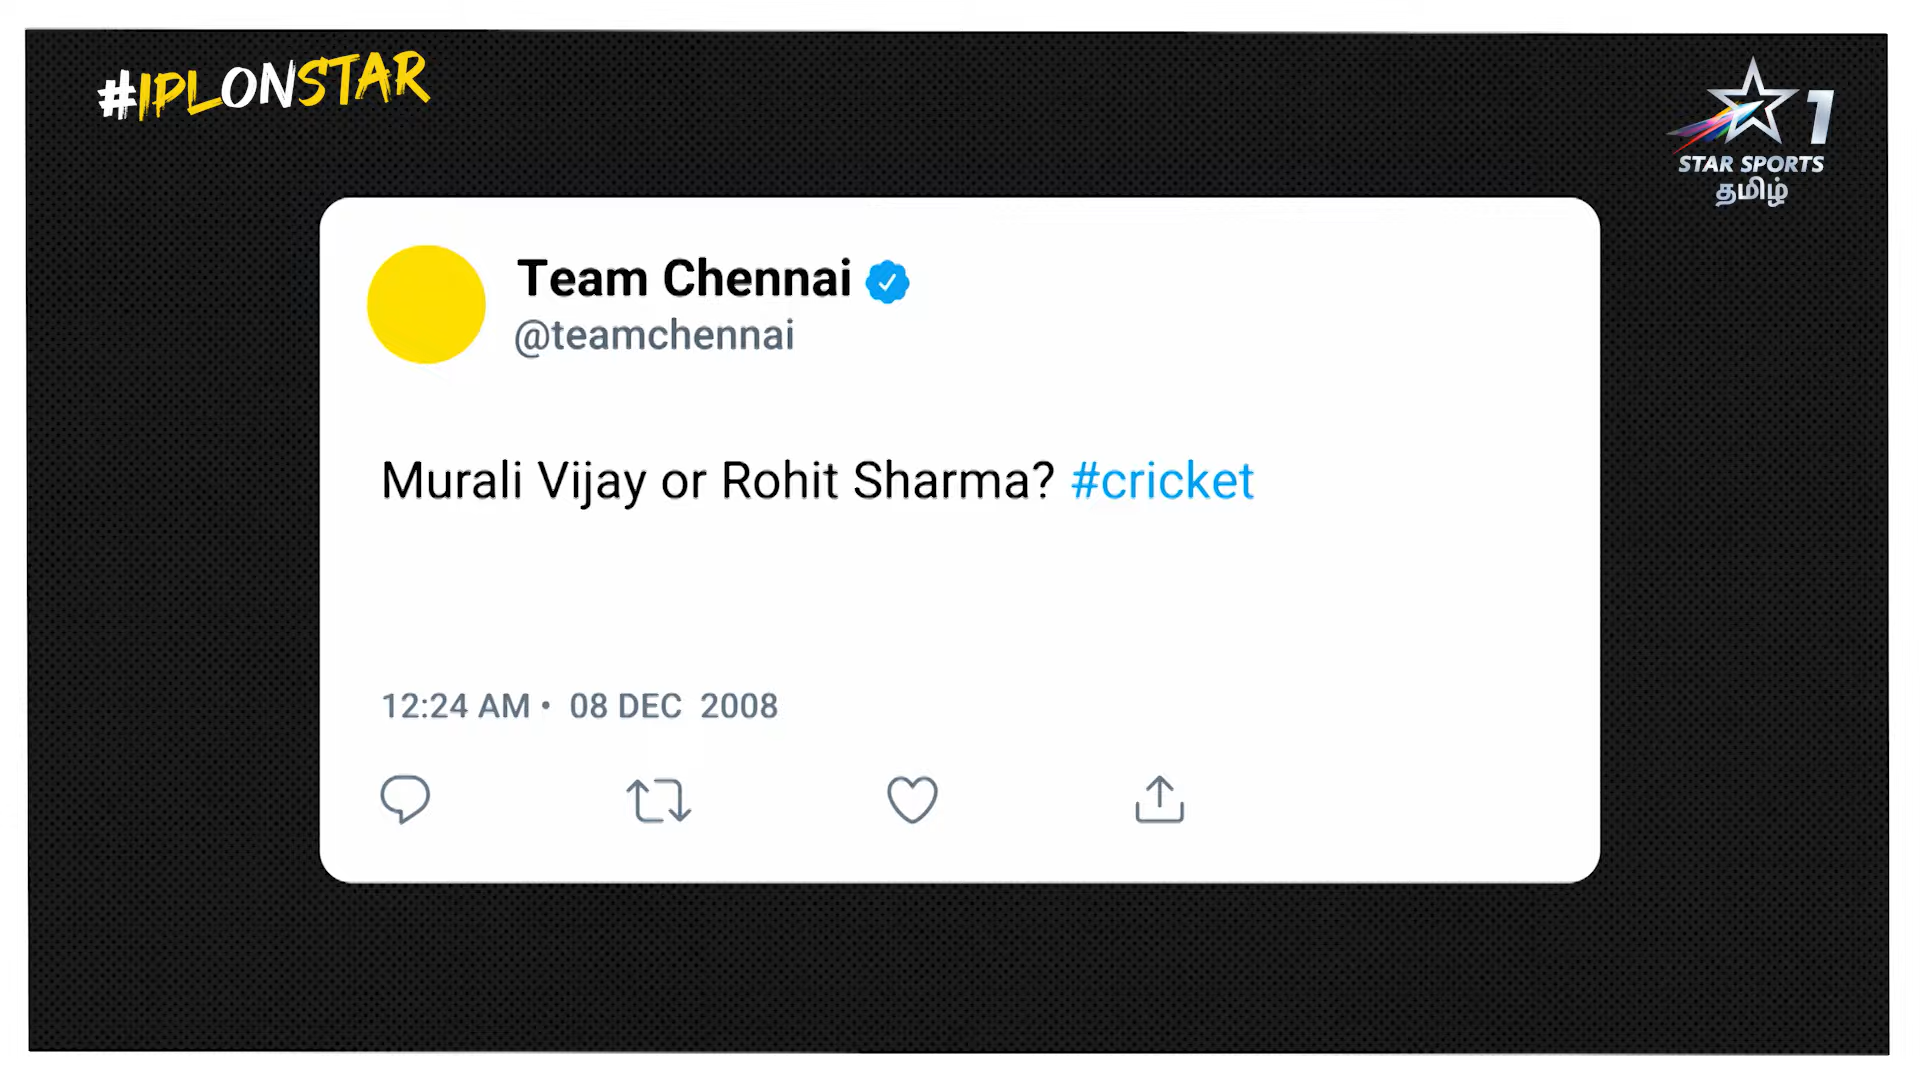 #IPLONSTAR
1
STAR SPORTS
தமிழ்
Team Chennai
@teamchennai
Murali Vijay or Rohit Sharma? #cricket
12:24 AM • 08 DEC 2008